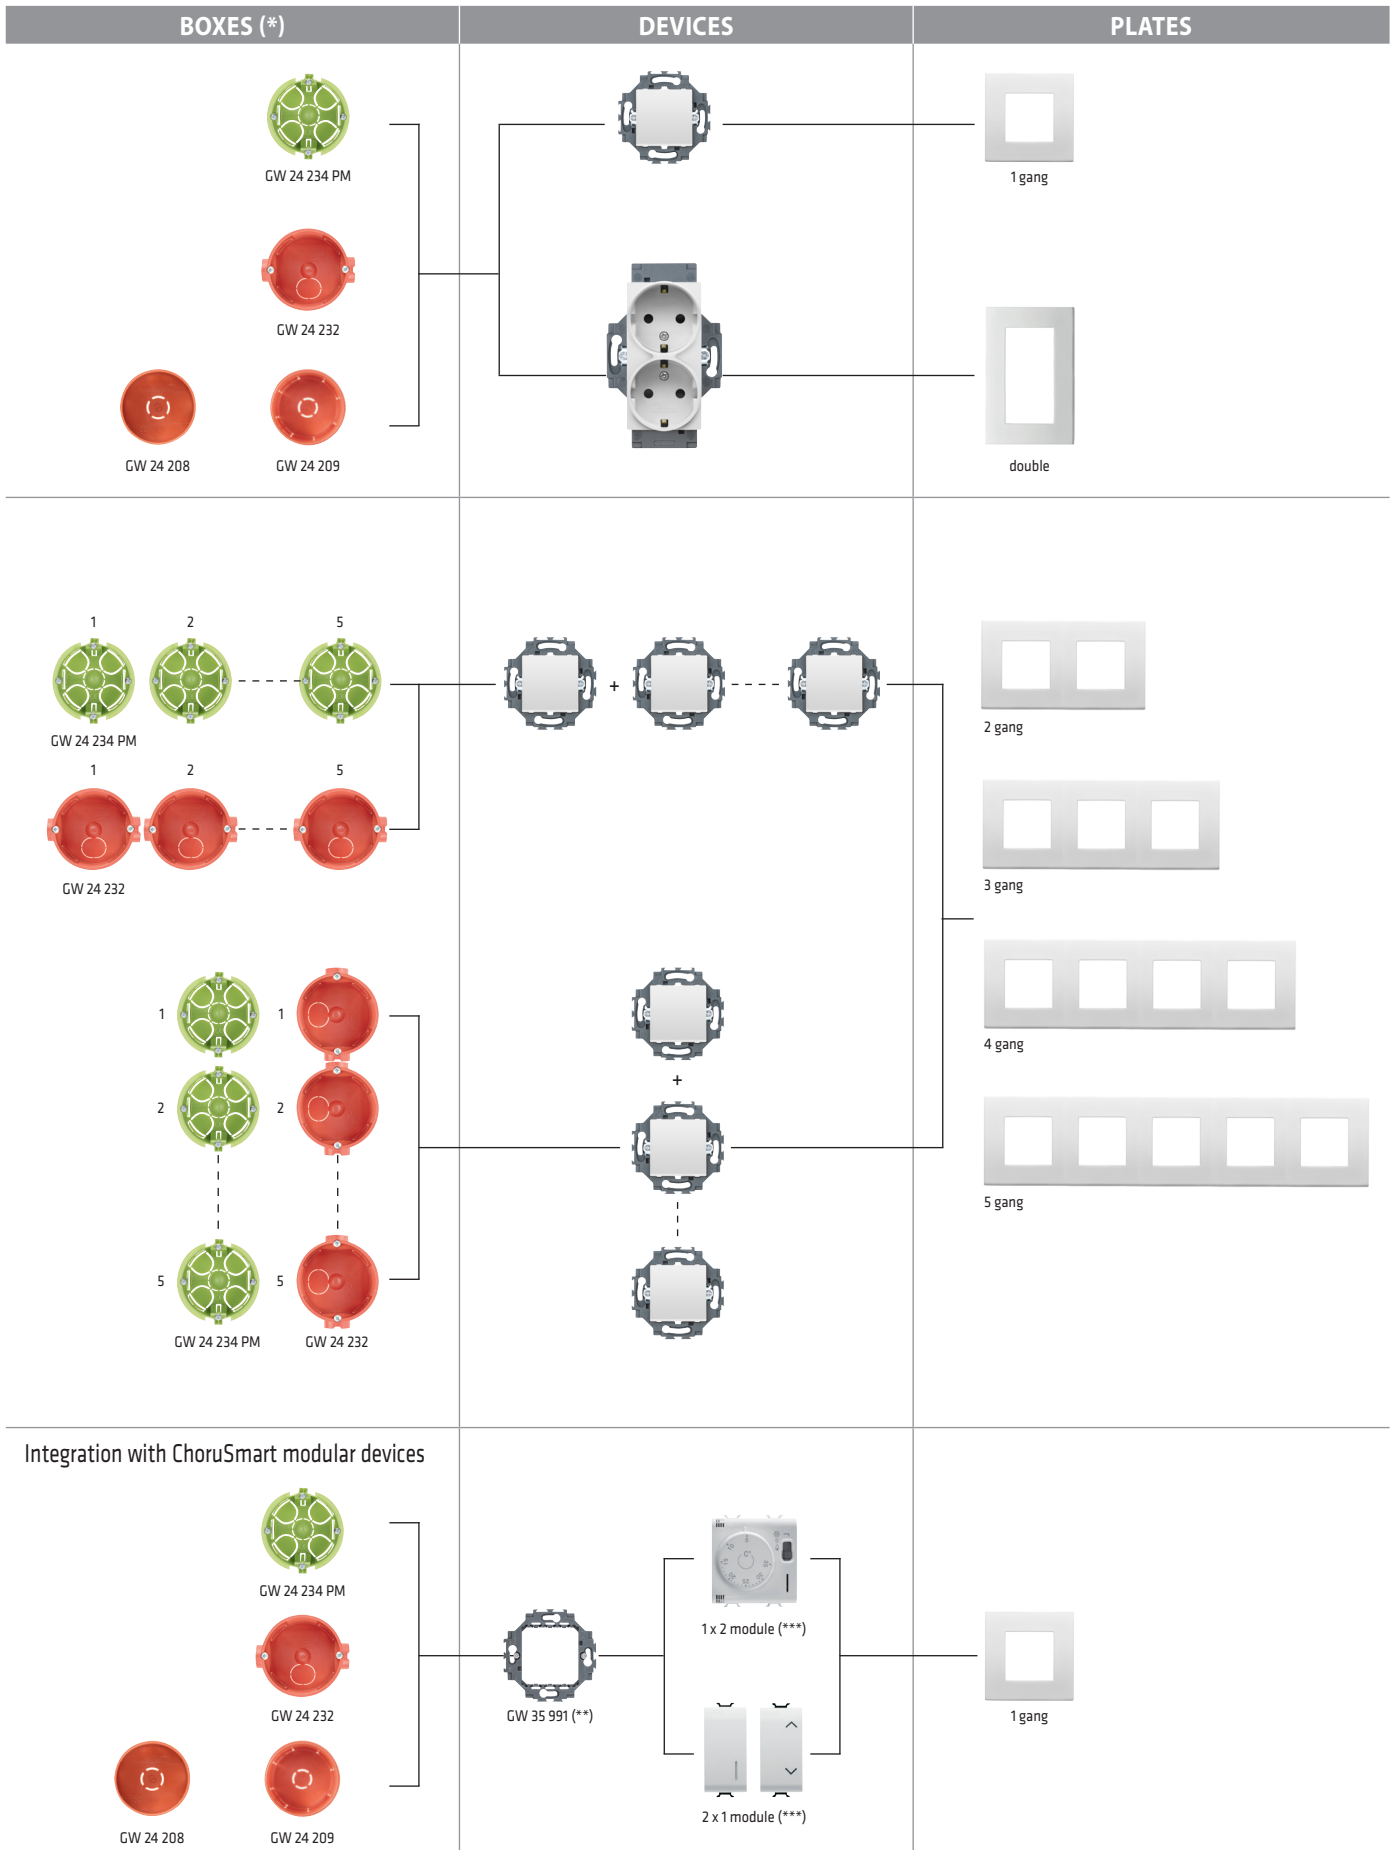 BOXES (*)
DEVICES
PLATES
GW 24 234 PM
1 gang
GW 24 232
GW 24 208
GW 24 209
double
1
2
5
+
GW 24 234 PM
2 gang
1
2
5
GW 24 232
3 gang
1
1
+
4 gang
2
2
5 gang
5
5
GW 24 234 PM
GW 24 232
Integration with ChoruSmart modular devices
GW 24 234 PM
1 x 2 module (***)
GW 24 232
GW 35 991 (**)
1 gang
2 x 1 module (***)
GW 24 208
GW 24 209